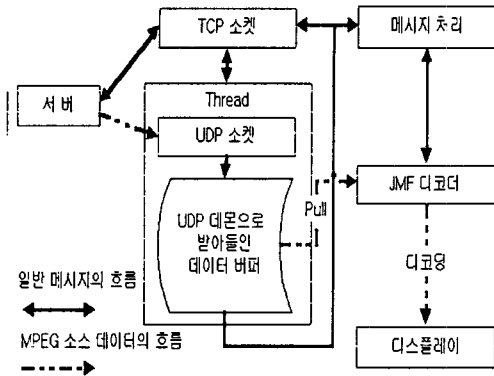 TCP 소켓
메시지 처리
서 버
Thread
UDP 소켓
JMF 디코더
Pull
UDP 데몬으로
받아들인
데이터 버퍼
디코딩
일반 메시지의 흐름
MPEG 소스 데이터의 흐름
디스플레이